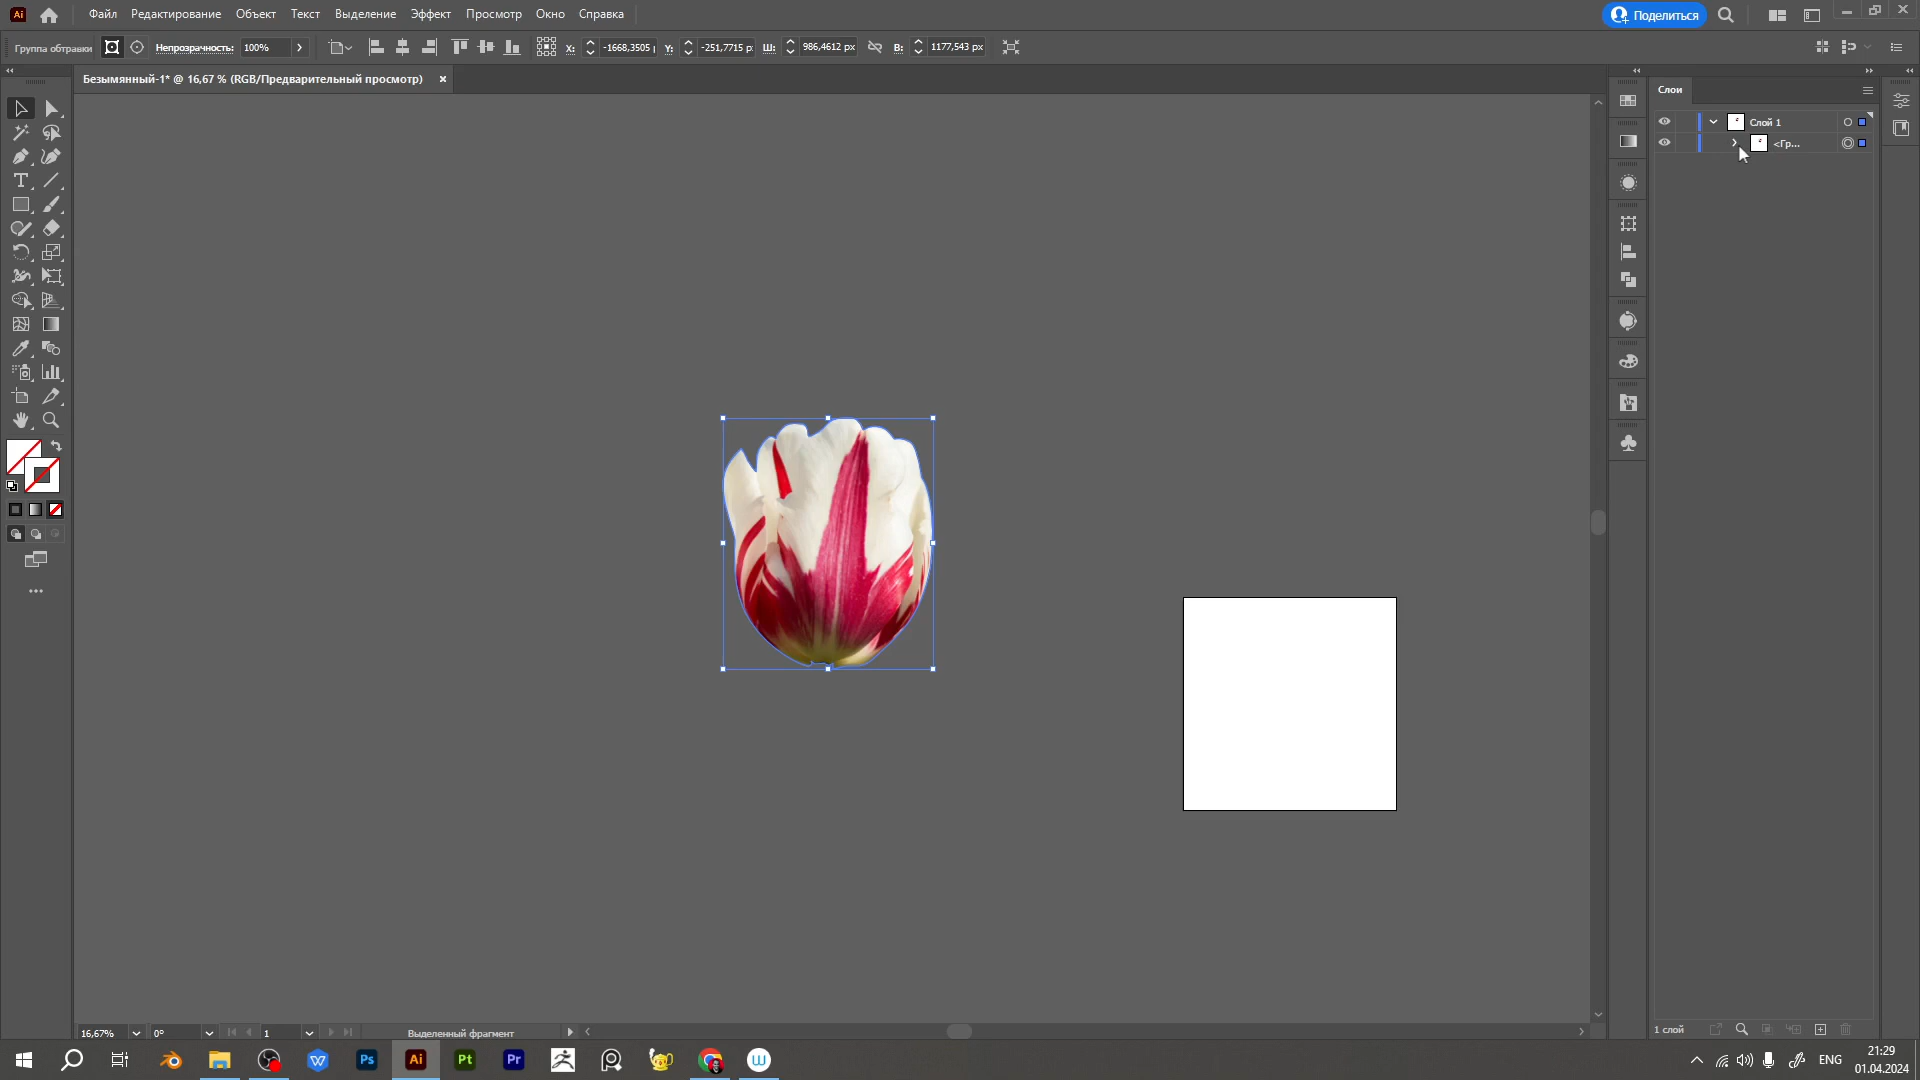 Ai Файл Редактирование Объект Текст Выделение Эффект Просмотр Окно Справка Поделиться
Группа обтравки Непрозрачность: 100% X: -1668,3505 Y: -251,7715 p Ш: 986,4612 px В: 1177,543 px
Безымянный-1* @ 16,67 % (RGB/Предварительный просмотр)
Слои
Слой 1
<Гр...
16,67% 0° 1 Выделенный фрагмент 1 слой
Ps Ai Pt Pr ENG
21:29
01.04.2024